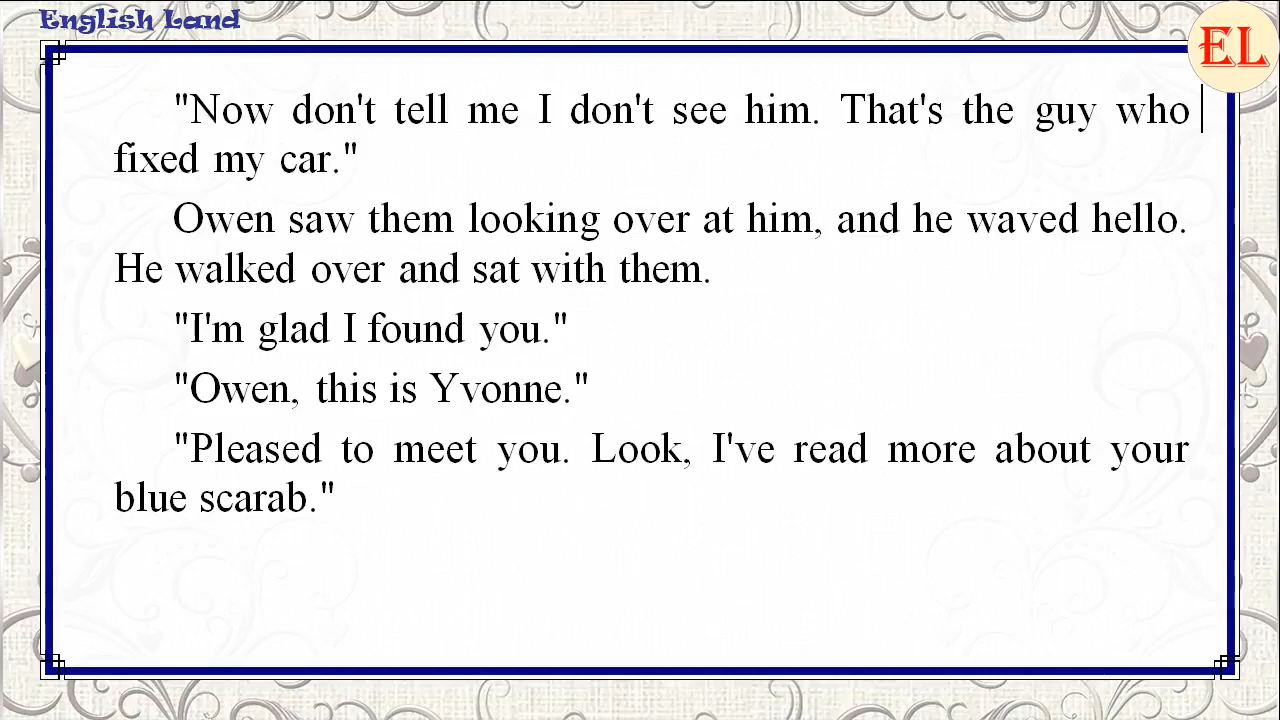 English Land
EL
"Now don't tell me I don't see him. That's the guy who
fixed my car."
Owen saw them looking over at him, and he waved hello.
He walked over and sat with them.
"I'm glad I found you."
"Owen, this is Yvonne."
"Pleased to meet you. Look, I've read more about your
blue scarab."